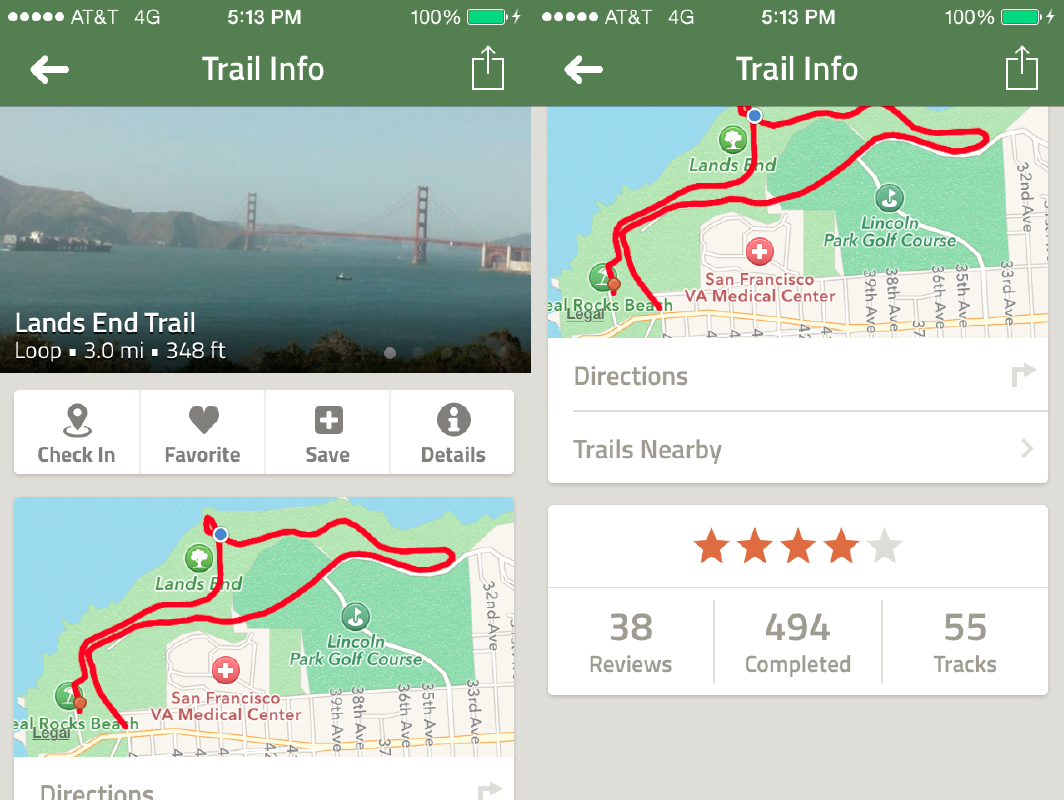 AT&T 4G 5:13 PM 100%
Trail Info
Lands End Trail
Loop ▪ 3.0 mi ▪ 348 ft
Check In Favorite Save Details
Lands End
32nd Ave
Lincoln
Park Golf Course
San Francisco
VA Medical Center
39th Ave 38th Ave 36th Ave 35th Ave 33rd Ave
eal Rocks Beach
Legal
Directions
AT&T 4G 5:13 PM 100%
Trail Info
Lands End
32nd Ave
Lincoln
Park Golf Course
San Francisco
VA Medical Center
39th Ave 38th Ave 36th Ave 35th Ave 33rd Ave
eal Rocks Beach
Legal
37
Directions
Trails Nearby
38 494 55
Reviews Completed Tracks